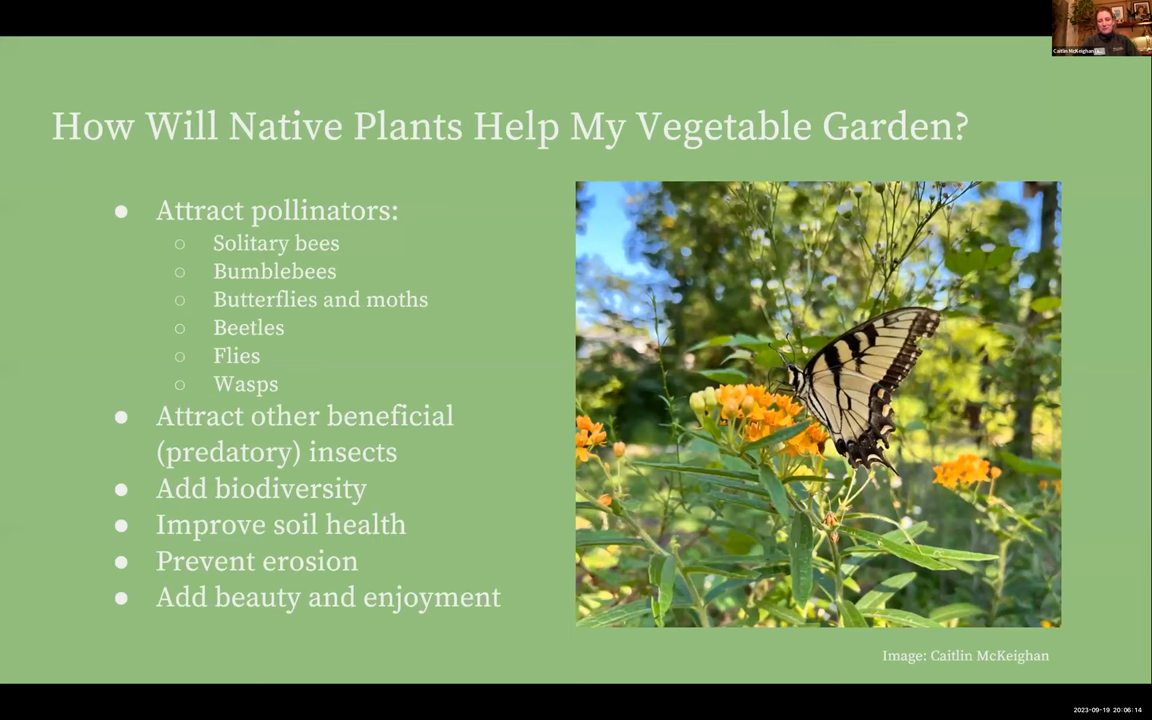 Caitlin McKeighan
How Will Native Plants Help My Vegetable Garden?
● Attract pollinators:
○ Solitary bees
○ Bumblebees
○ Butterflies and moths
○ Beetles
○ Flies
○ Wasps
● Attract other beneficial
(predatory) insects
● Add biodiversity
● Improve soil health
● Prevent erosion
● Add beauty and enjoyment
Image: Caitlin McKeighan
2023-09-19 20:06:14